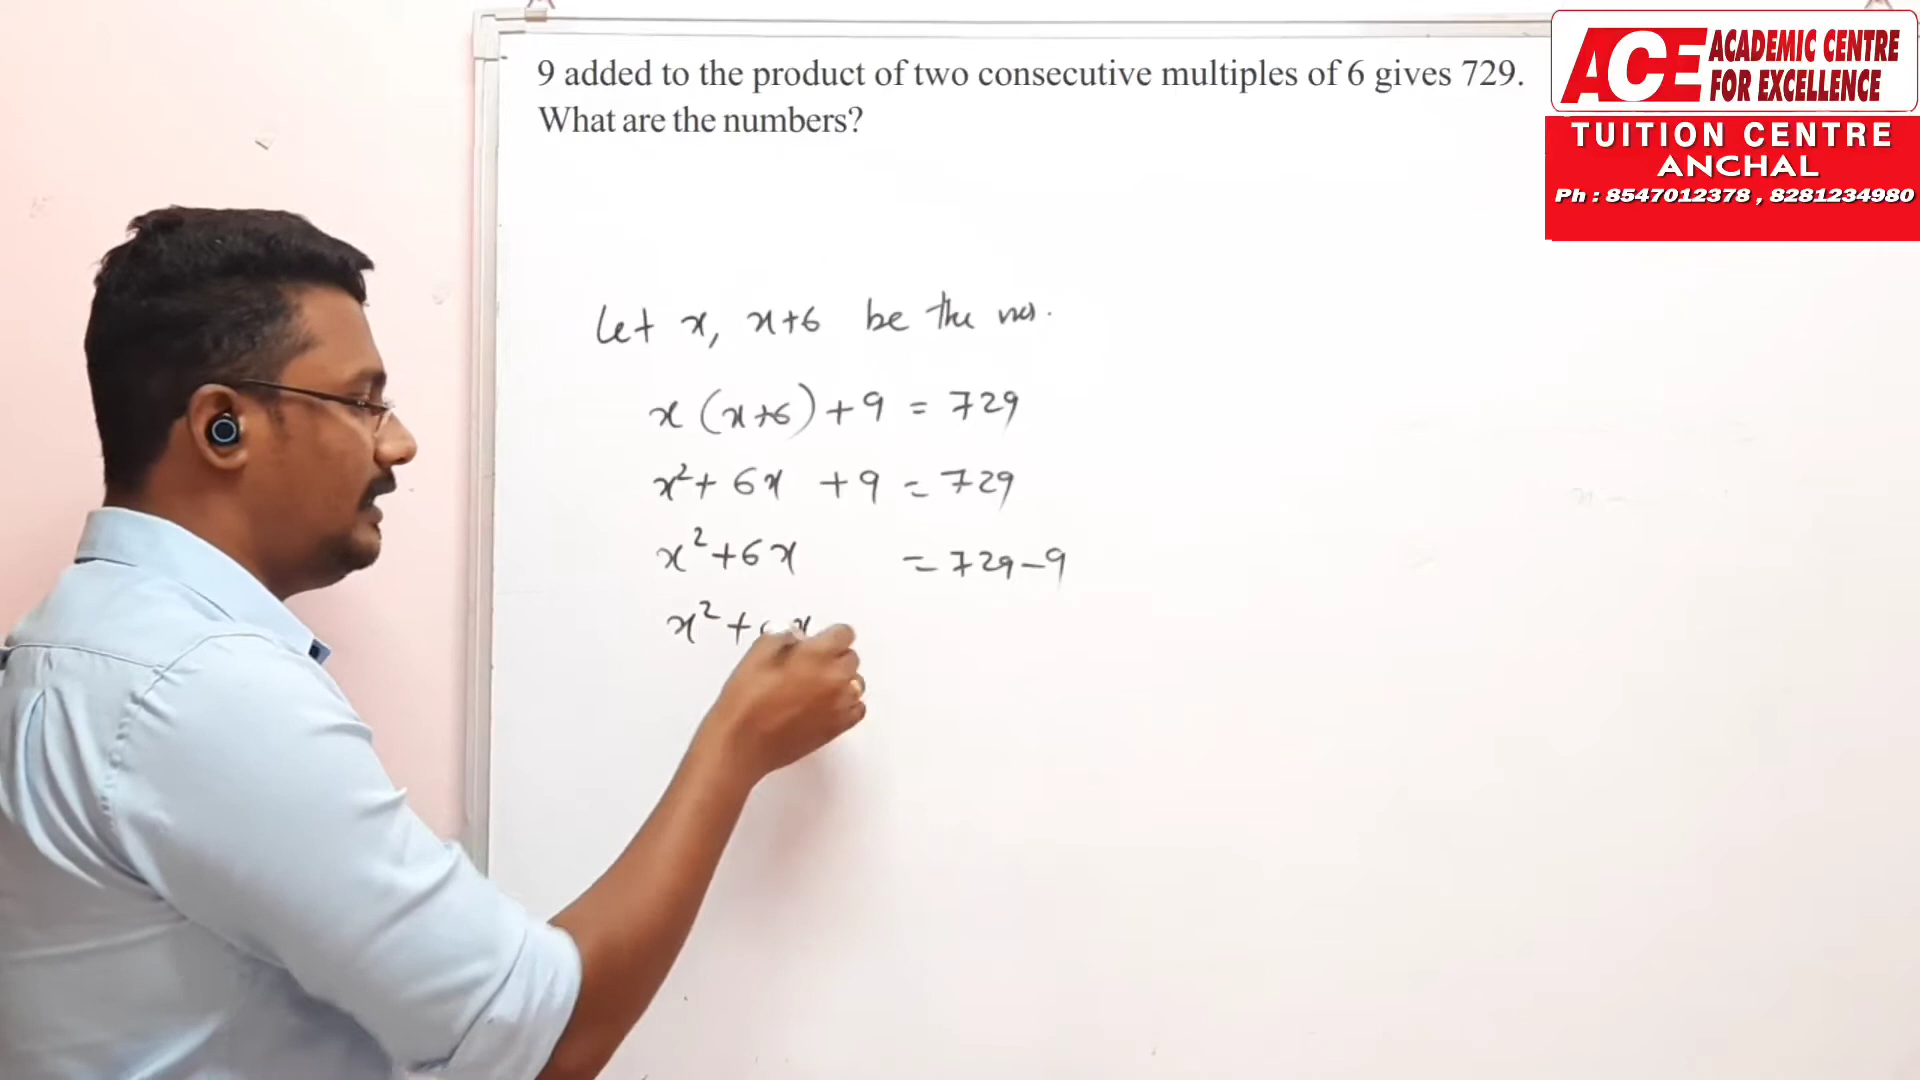 9 added to the product of two consecutive multiples of 6 gives 729.
What are the numbers?
ACE ACADEMIC CENTRE
FOR EXCELLENCE
TUITION CENTRE
ANCHAL
Ph : 8547012378 , 8281234980
Let x, x+6 be the nos.
x (x+6) + 9 = 729
x² + 6x + 9 = 729
x² + 6x = 729 - 9
x² + 6x